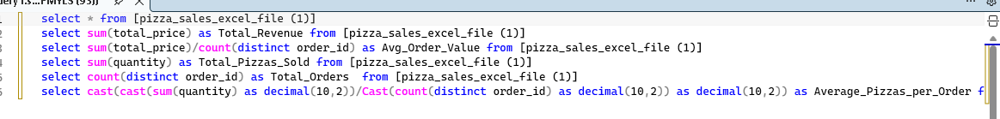 select * from [pizza_sales_excel_file (1)]
select sum(total_price) as Total_Revenue from [pizza_sales_excel_file (1)]
select sum(total_price)/count(distinct order_id) as Avg_Order_Value from [pizza_sales_excel_file (1)]
select sum(quantity) as Total_Pizzas_Sold from [pizza_sales_excel_file (1)]
select count(distinct order_id) as Total_Orders  from [pizza_sales_excel_file (1)]
select cast(cast(sum(quantity) as decimal(10,2))/Cast(count(distinct order_id) as decimal(10,2)) as decimal(10,2)) as Average_Pizzas_per_Order f